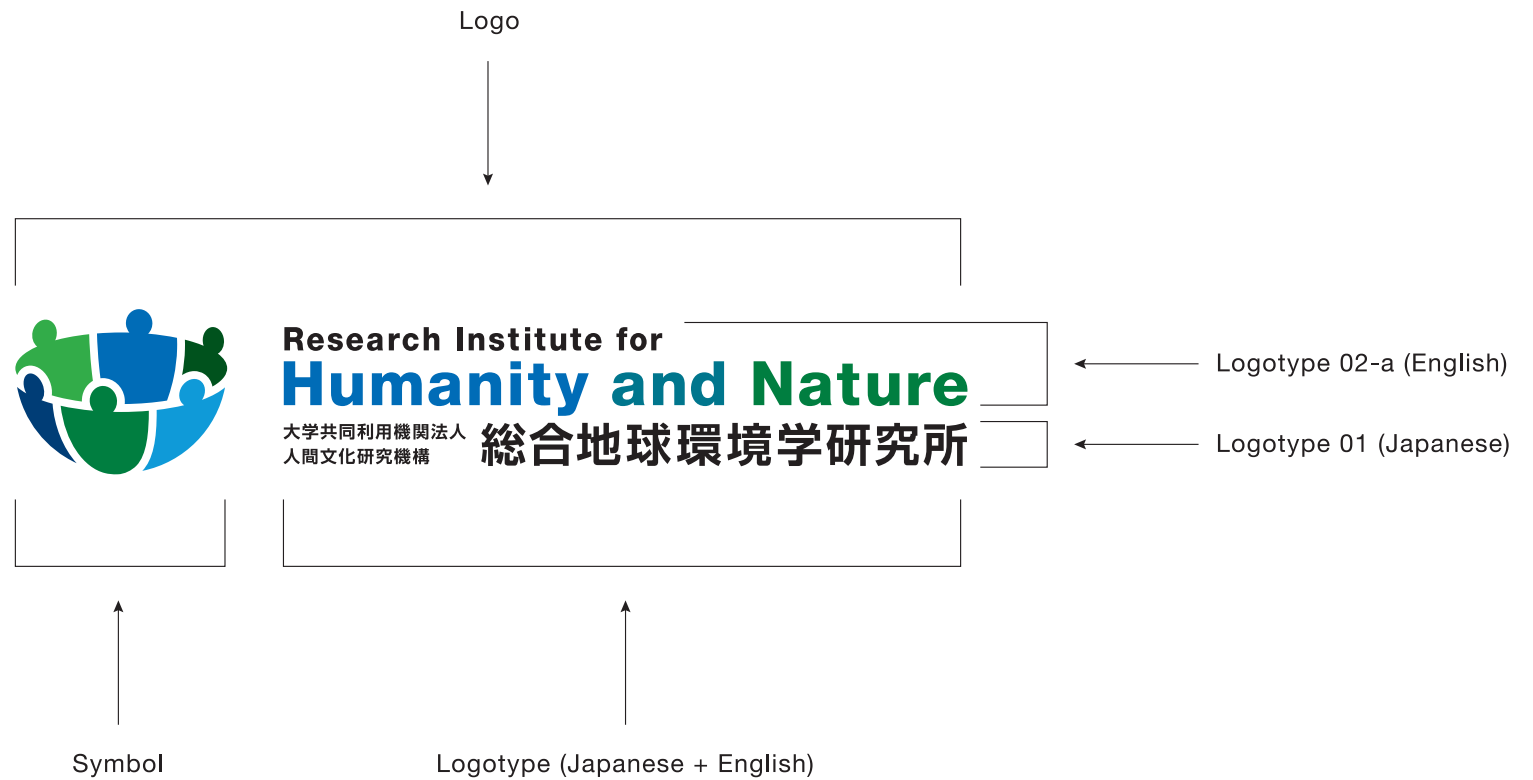 Logo
Research Institute for
Humanity and Nature
大学共同利用機関法人
人間文化研究機構
総合地球環境学研究所
Logotype 02-a (English)
Logotype 01 (Japanese)
Symbol
Logotype (Japanese + English)